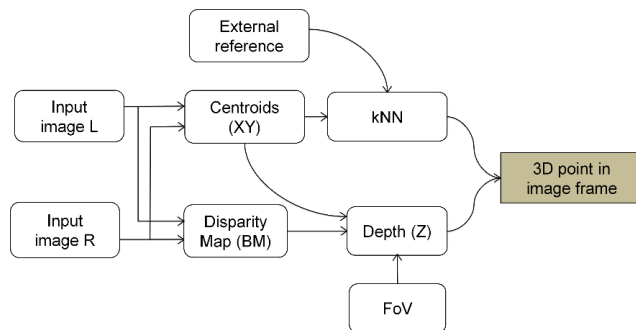 External
reference
Input
image L
Centroids
(XY)
kNN
3D point in
image frame
Input
image R
Disparity
Map (BM)
Depth (Z)
FoV